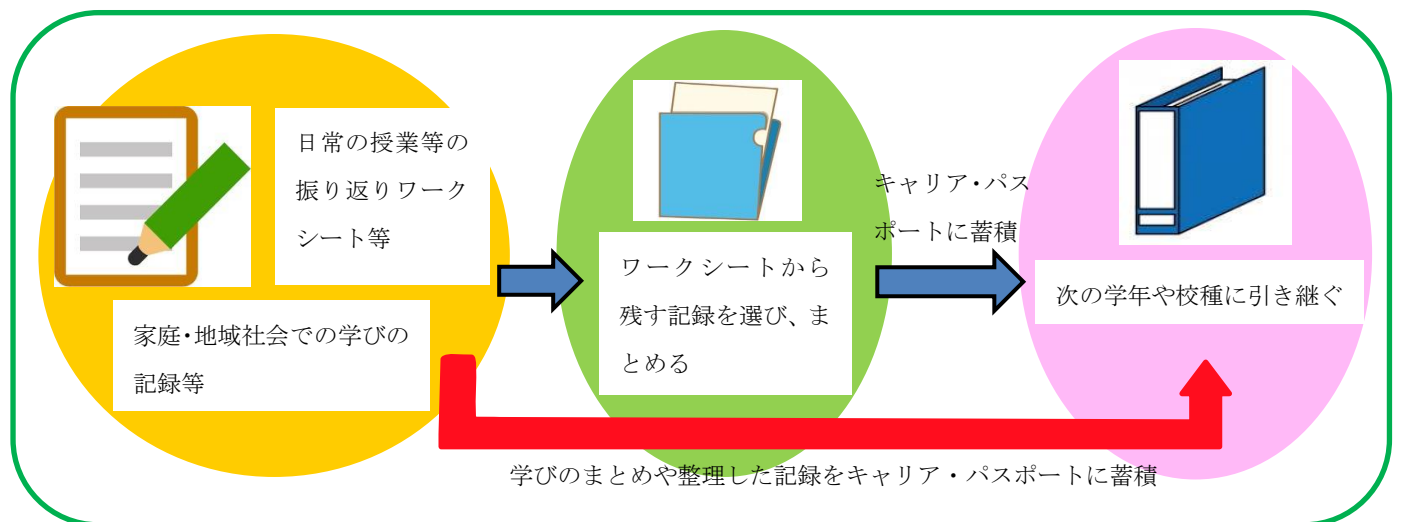 日常の授業等の
振り返りワーク
シート等
家庭・地域社会での学びの
記録等
ワークシートから
残す記録を選び、ま
とめる
キャリア・パス
ポートに蓄積
次の学年や校種に引き継ぐ
学びのまとめや整理した記録をキャリア・パスポートに蓄積